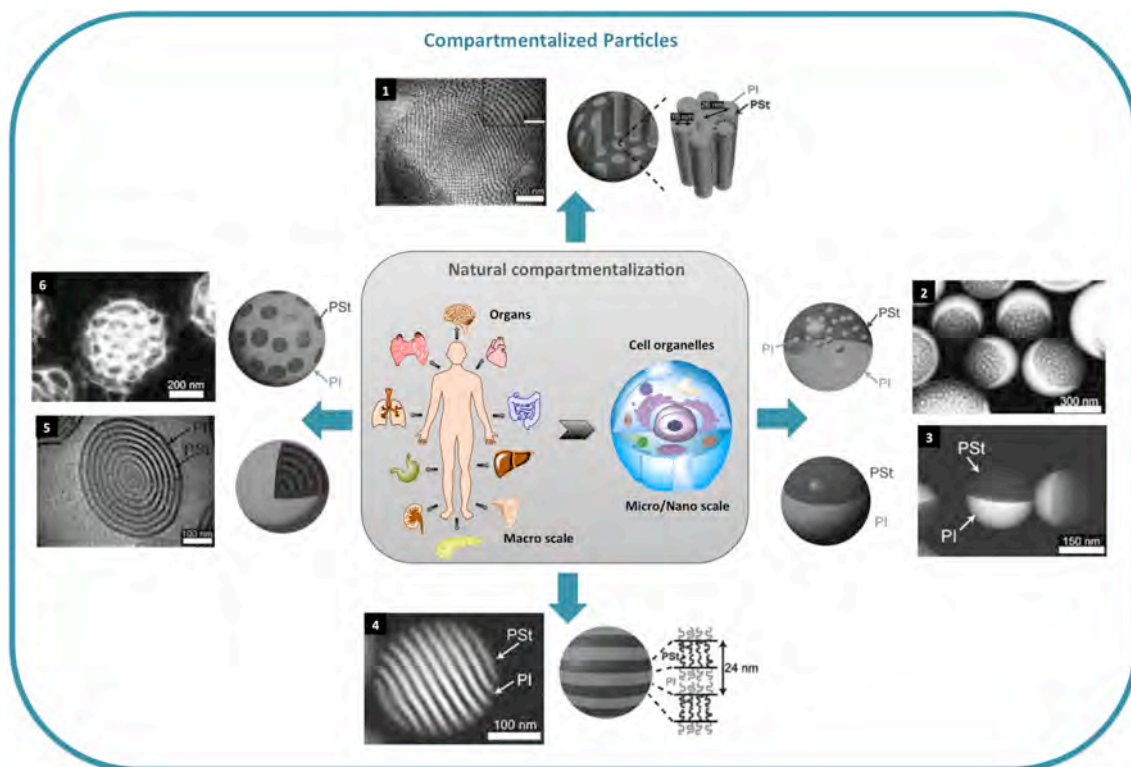 Compartmentalized Particles
1
200 nm
26 nm
PI
PSt
Natural compartmentalization
Organs
Cell organelles
Micro/Nano scale
Macro scale
6
PSt
PI
200 nm
PSt
PI
2
300 nm
5
PI
PSt
100 nm
PSt
PI
3
PSt
PI
150 nm
4
PSt
PI
100 nm
PSt
PI
24 nm